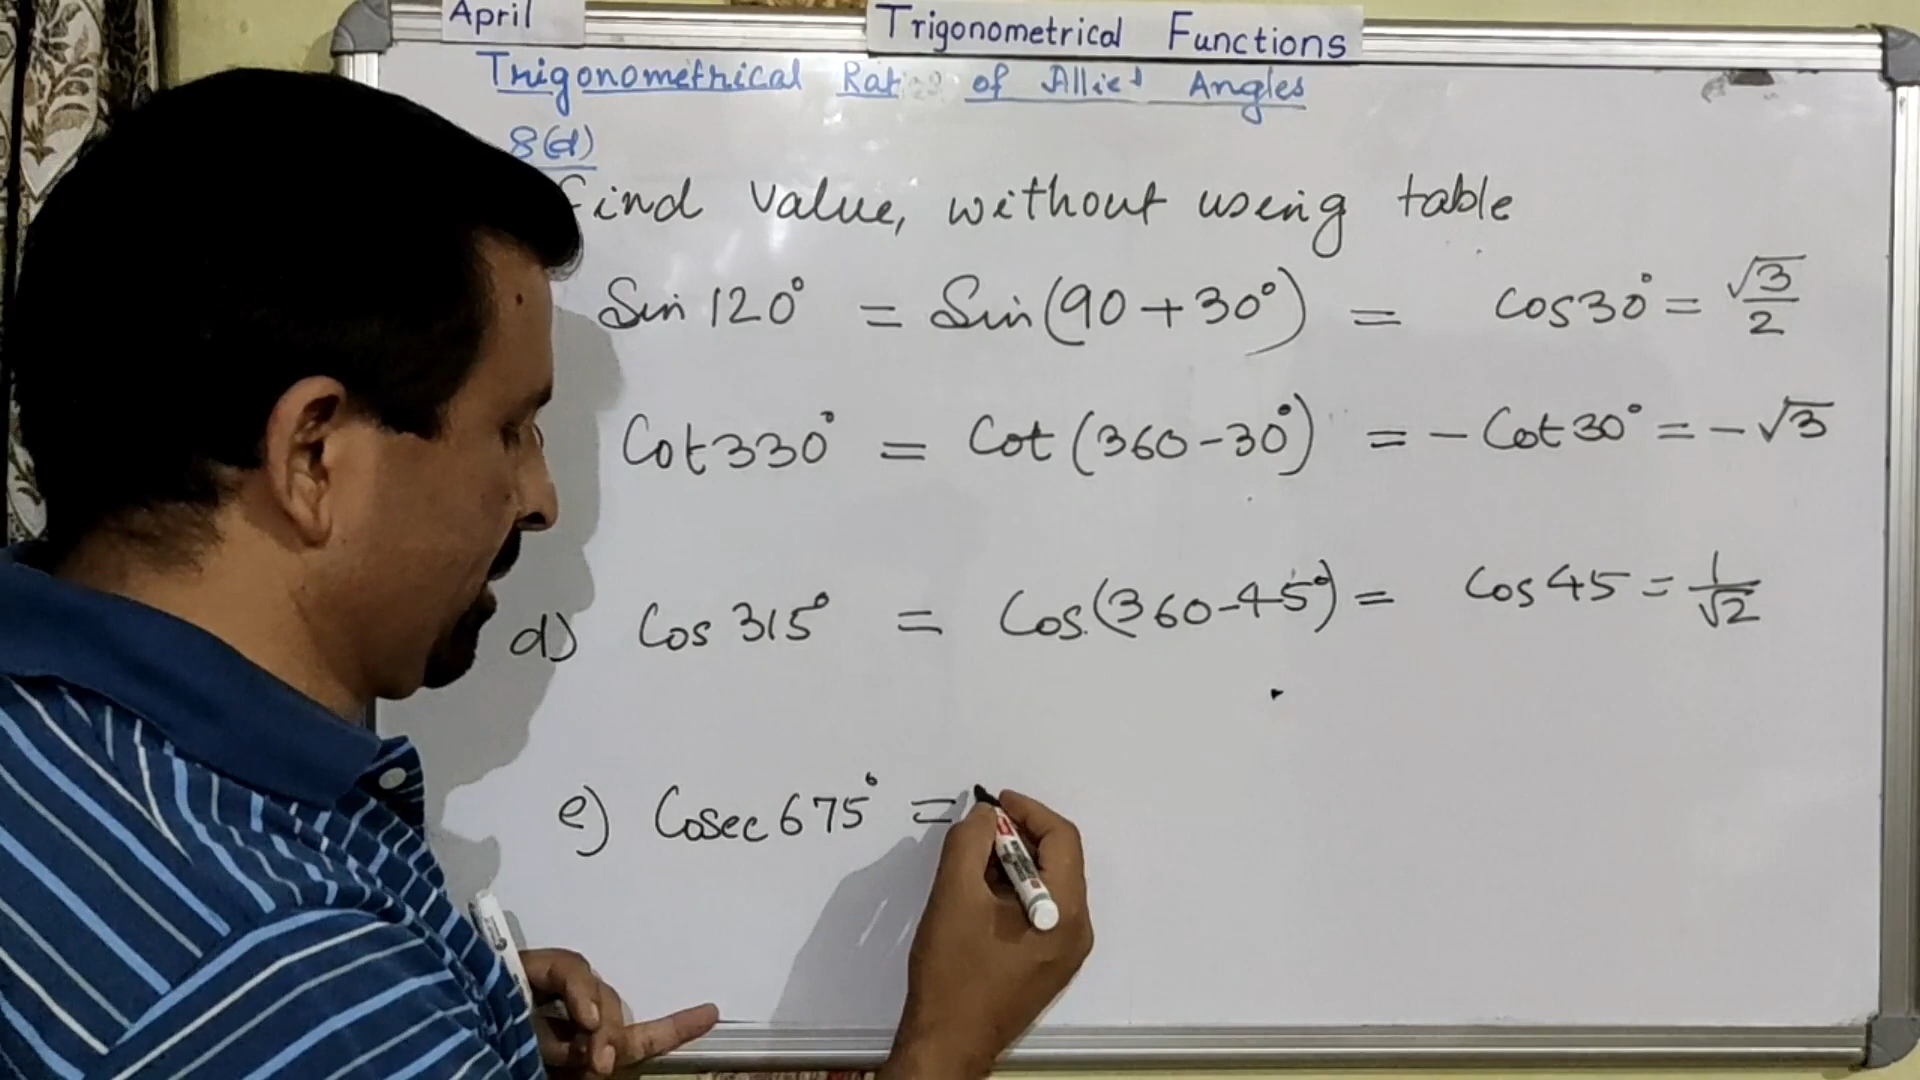 April
Trigonometrical Functions
Trigonometrical Ratios of Allied Angles
8(d)
Find value, without using table
Sin 120° = Sin(90+30°) = cos30° = √3/2
Cot 330° = Cot (360-30°) = - Cot 30° = - √3
d) Cos 315° = Cos(360-45°) = Cos 45 = 1/√2
e) Cosec 675° =